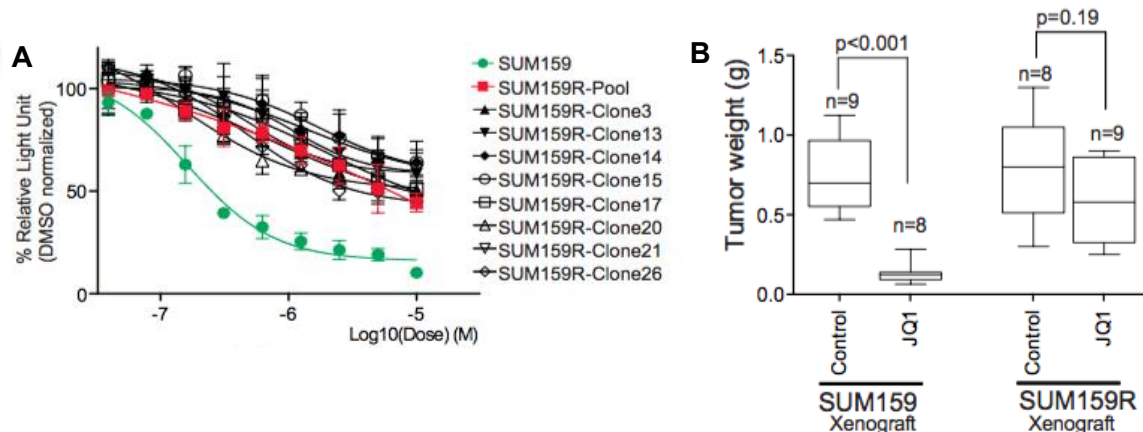 A
% Relative Light Unit
(DMSO normalized)
100
50
0
-7
-6
-5
Log10(Dose) (M)
SUM159
SUM159R-Pool
SUM159R-Clone3
SUM159R-Clone13
SUM159R-Clone14
SUM159R-Clone15
SUM159R-Clone17
SUM159R-Clone20
SUM159R-Clone21
SUM159R-Clone26
B
Tumor weight (g)
1.5
1.0
0.5
0.0
p<0.001
p=0.19
n=9
n=8
n=8
n=9
Control
JQ1
Control
JQ1
SUM159
Xenograft
SUM159R
Xenograft